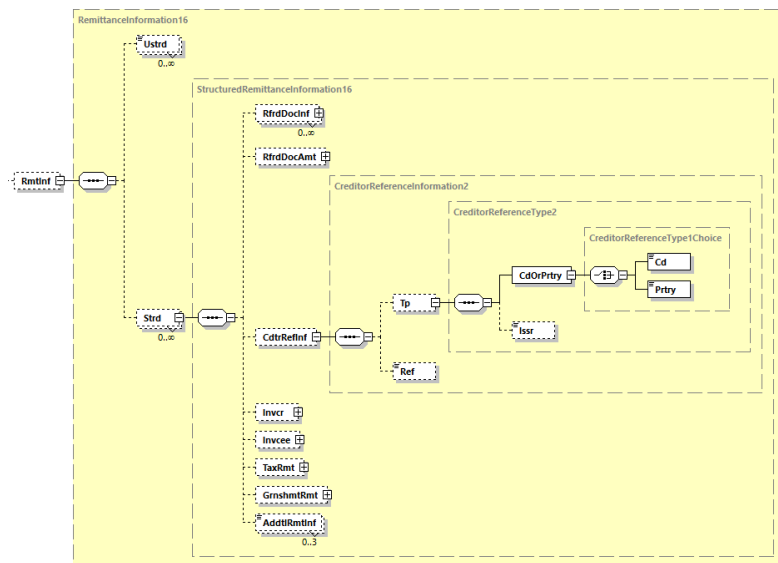 RemittanceInformation16
Ustrd
0..∞
StructuredRemittanceInformation16
RfrdDocInf
0..∞
RfrdDocAmt
RmtInf
CreditorReferenceInformation2
CreditorReferenceType2
CreditorReferenceType1Choice
Cd
CdOrPrtry
Prtry
Tp
Strd
0..∞
CdtrRefInf
Issr
Ref
Invcr
Invcee
TaxRmt
GrnshmtRmt
AddtlRmtInf
0..3